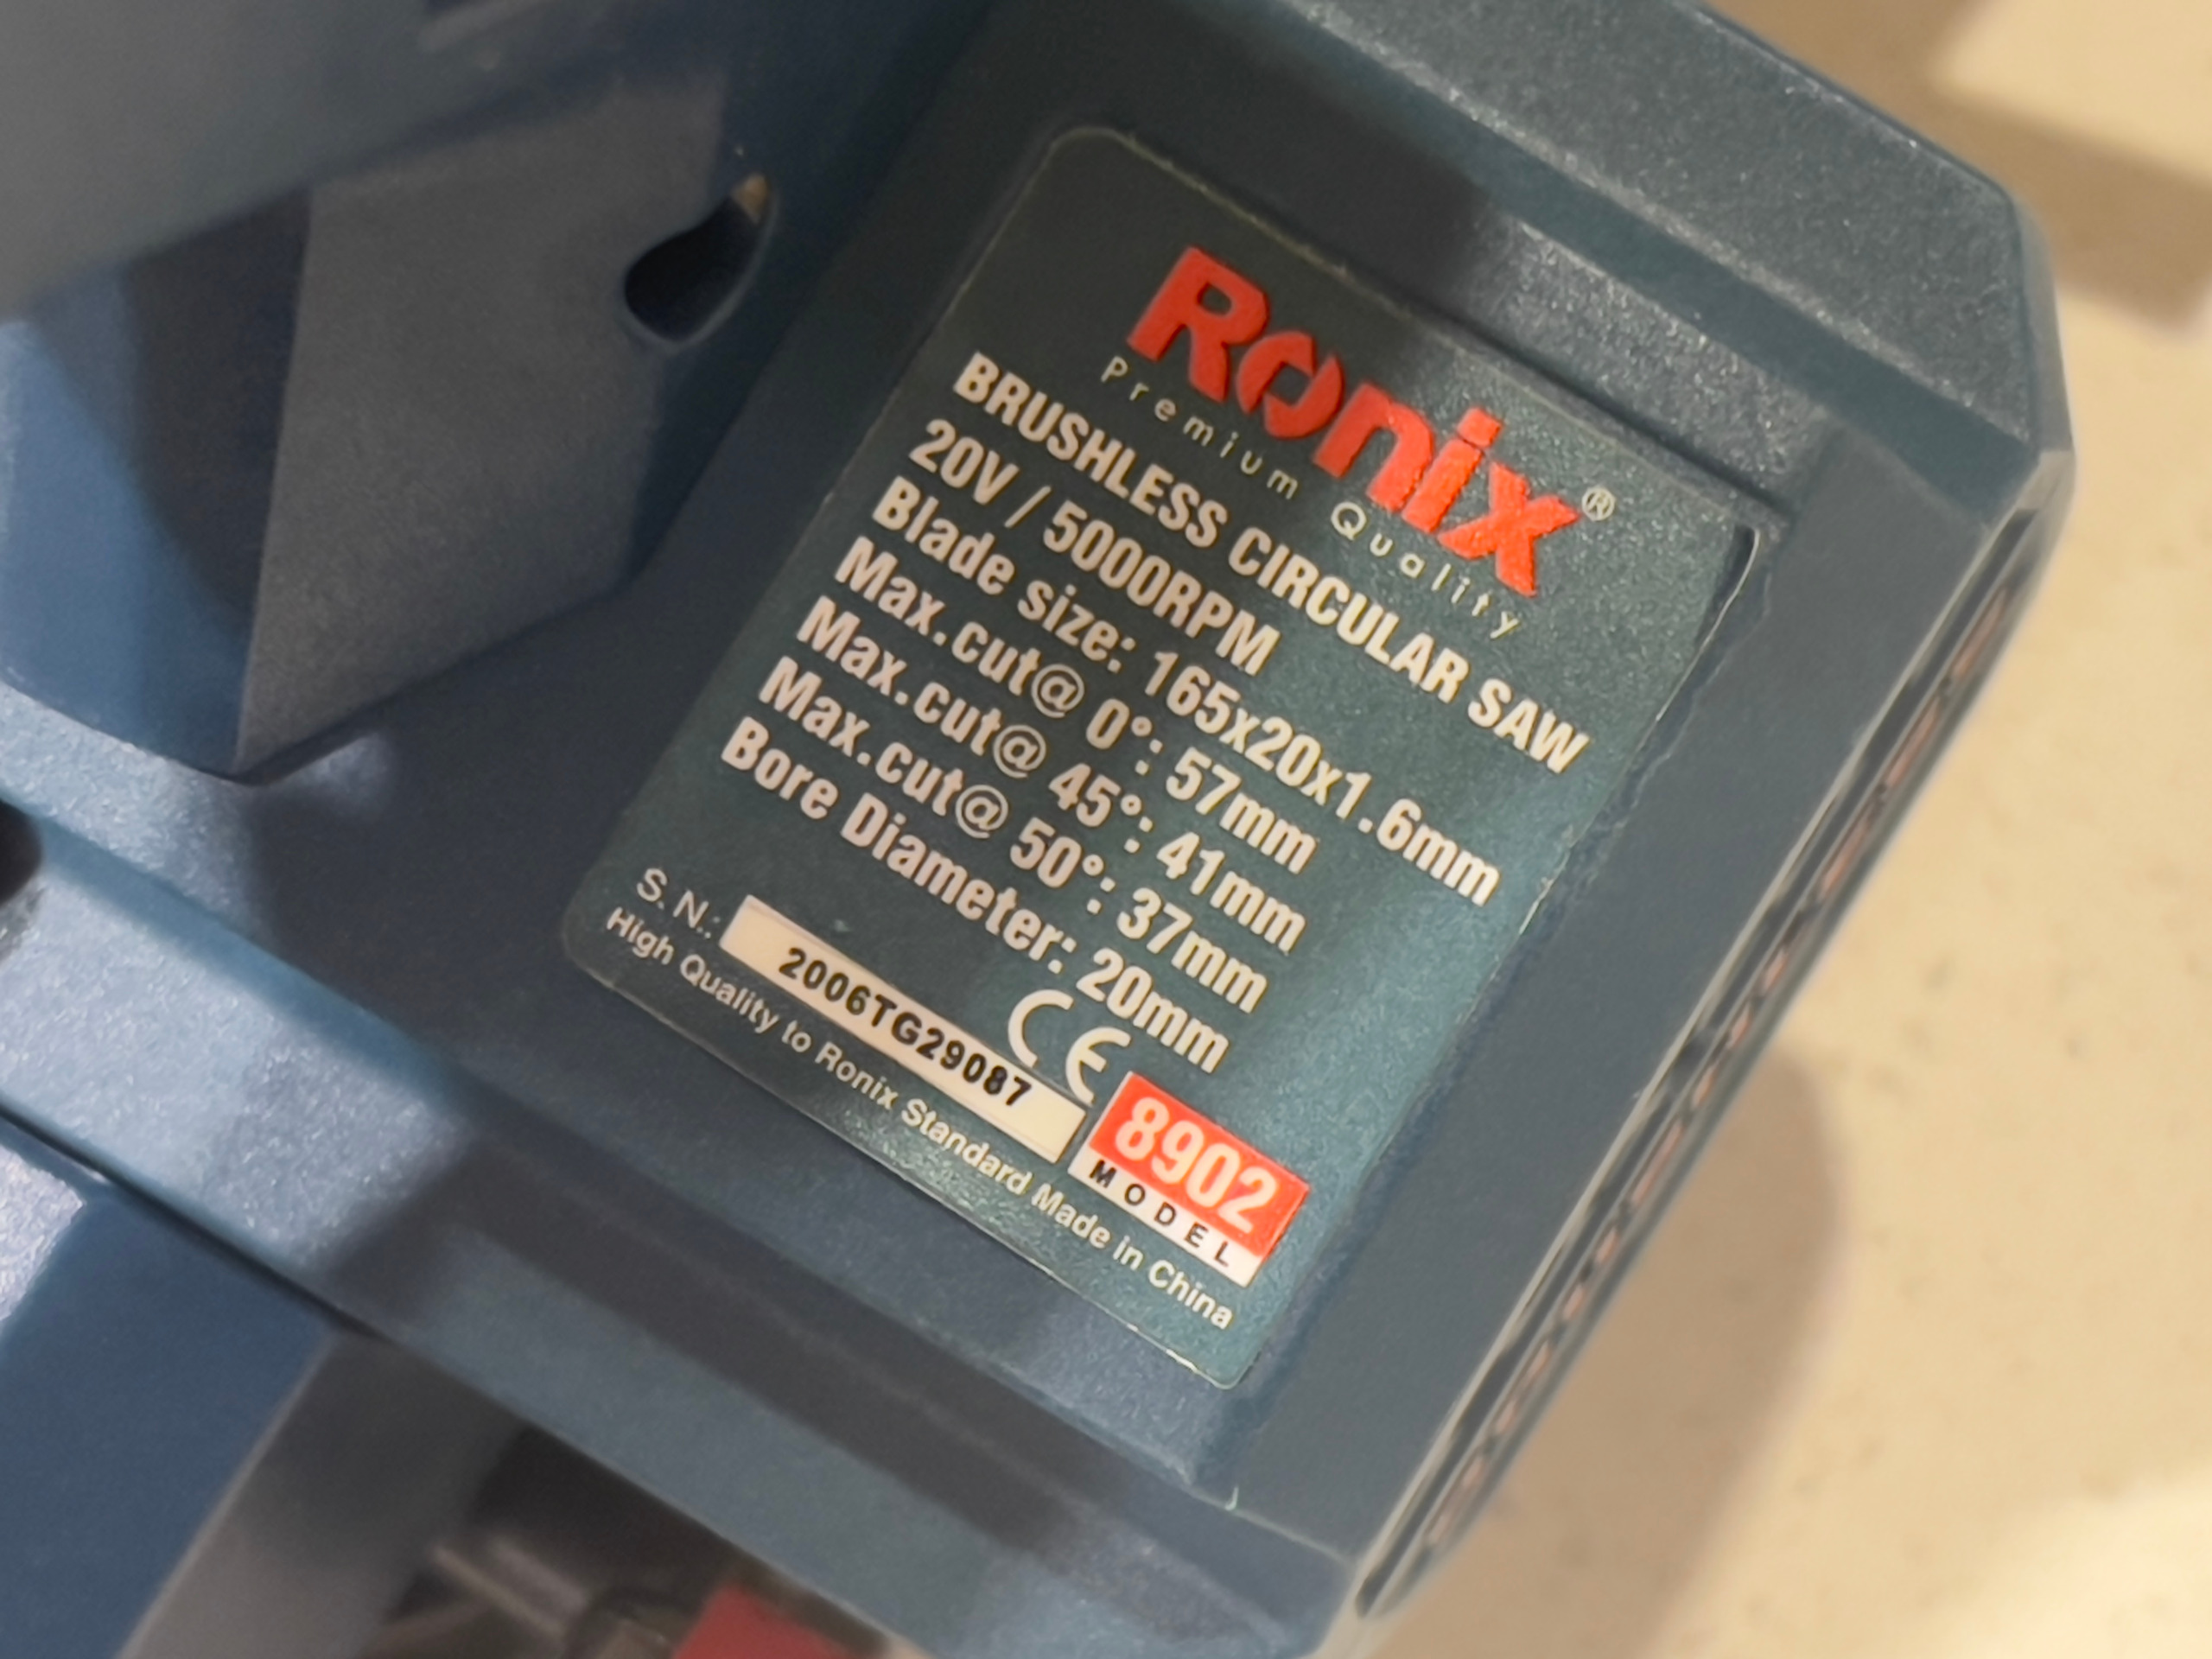 Ronix®
Premium Quality
BRUSHLESS CIRCULAR SAW
20V / 5000RPM
Blade size: 165x20x1.6mm
Max.cut@ 0°: 57mm
Max.cut@ 45°: 41mm
Max.cut@ 50°: 37mm
Bore Diameter: 20mm
CE
S. N.: 2006TG29087
8902
MODEL
High Quality to Ronix Standard Made in China